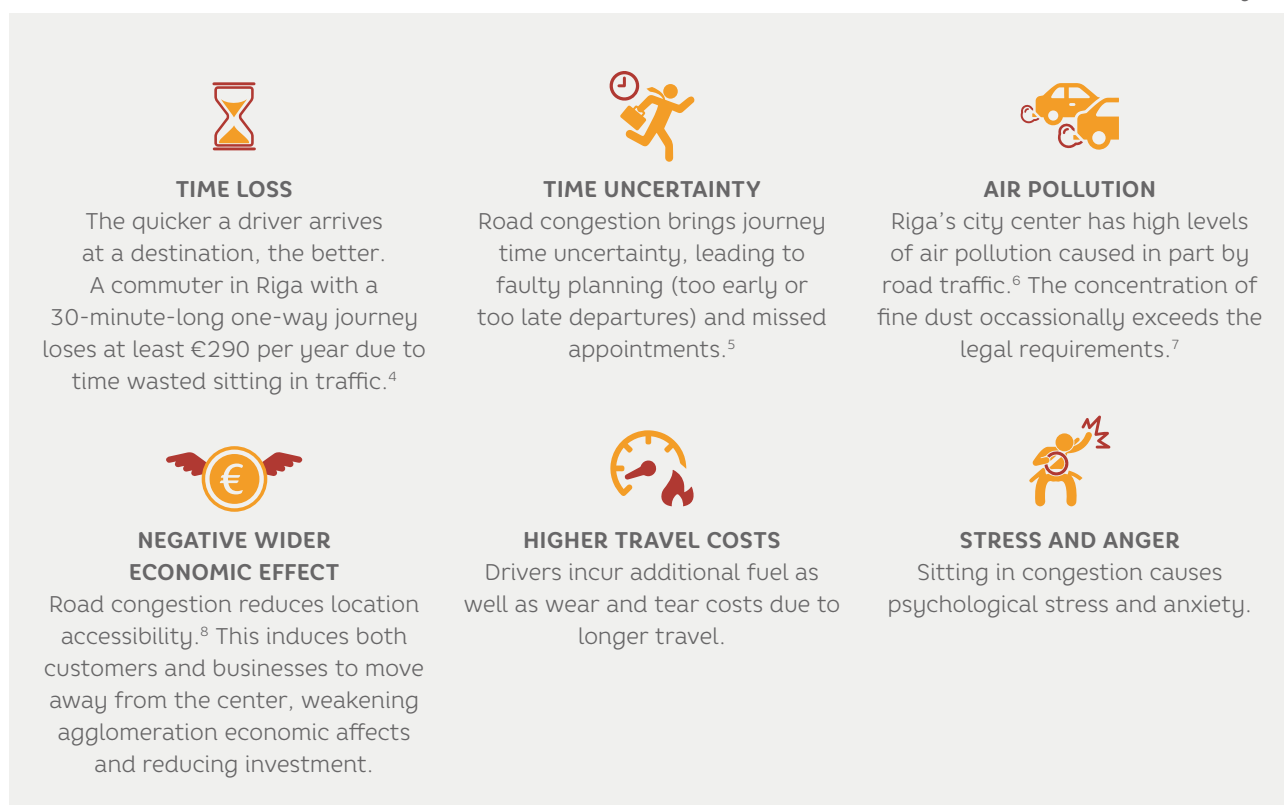 TIME LOSS
The quicker a driver arrives
at a destination, the better.
A commuter in Riga with a
30-minute-long one-way journey
loses at least €290 per year due to
time wasted sitting in traffic.⁴
TIME UNCERTAINTY
Road congestion brings journey
time uncertainty, leading to
faulty planning (too early or
too late departures) and missed
appointments.⁵
AIR POLLUTION
Riga's city center has high levels
of air pollution caused in part by
road traffic.⁶ The concentration of
fine dust occassionally exceeds the
legal requirements.⁷
€
NEGATIVE WIDER
ECONOMIC EFFECT
Road congestion reduces location
accessibility.⁸ This induces both
customers and businesses to move
away from the center, weakening
agglomeration economic affects
and reducing investment.
HIGHER TRAVEL COSTS
Drivers incur additional fuel as
well as wear and tear costs due to
longer travel.
STRESS AND ANGER
Sitting in congestion causes
psychological stress and anxiety.